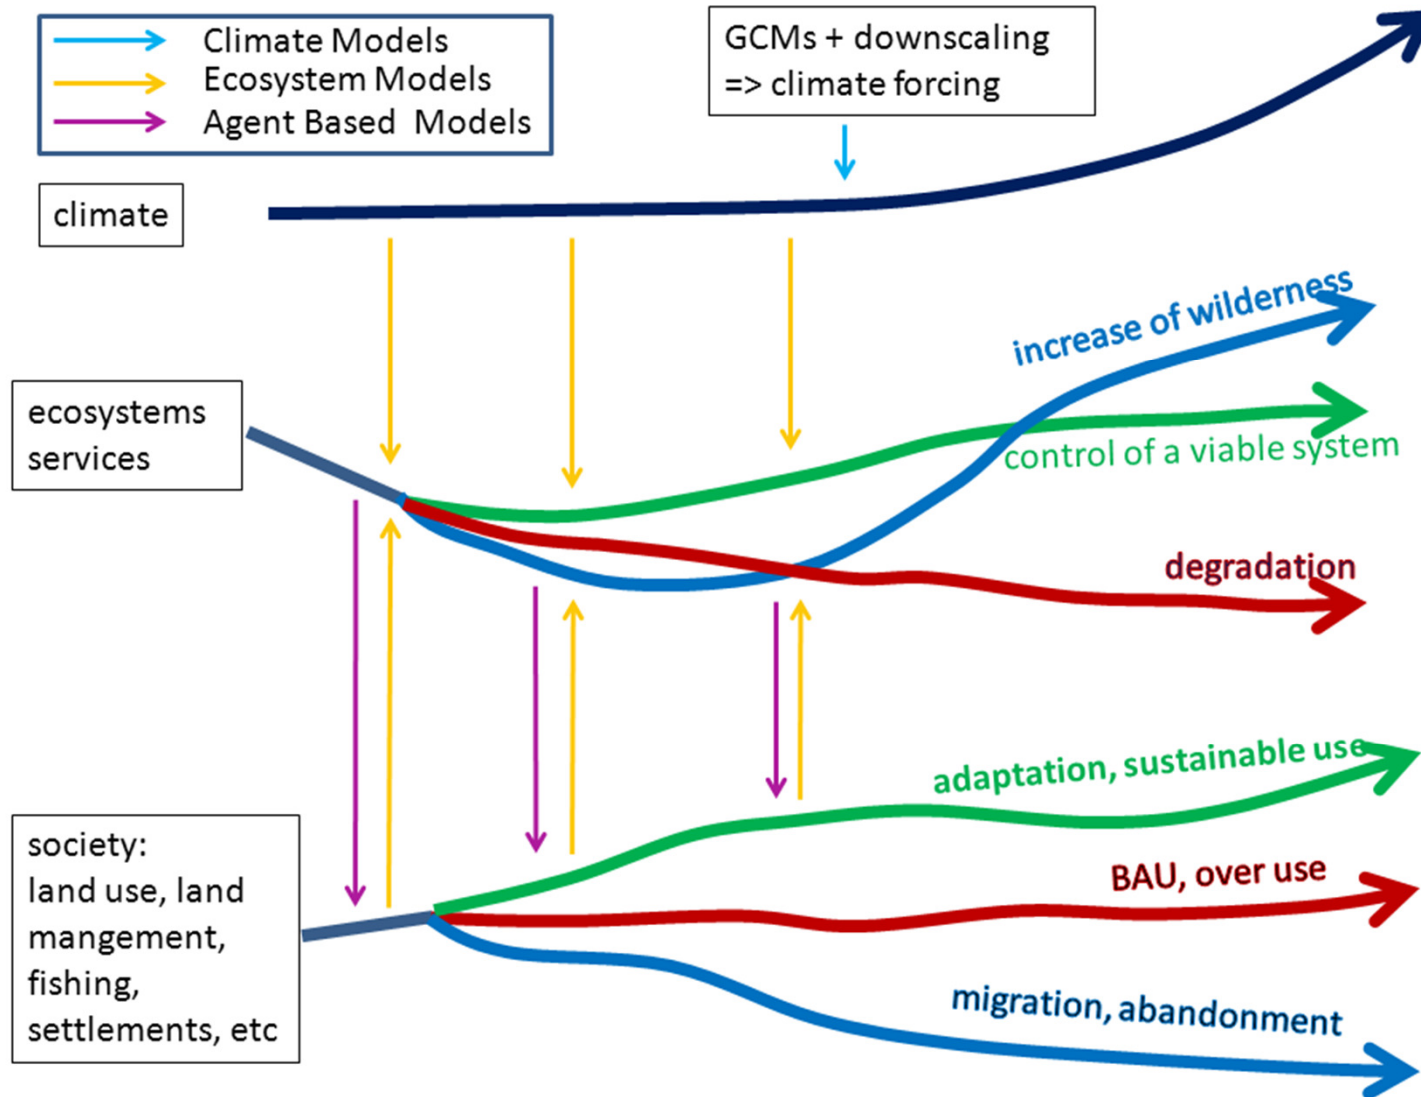 Climate Models
Ecosystem Models
Agent Based Models
GCMs + downscaling
=> climate forcing
climate
increase of wilderness
ecosystems
services
control of a viable system
degradation
adaptation, sustainable use
society:
land use, land
mangement,
fishing,
settlements, etc
BAU, over use
migration, abandonment